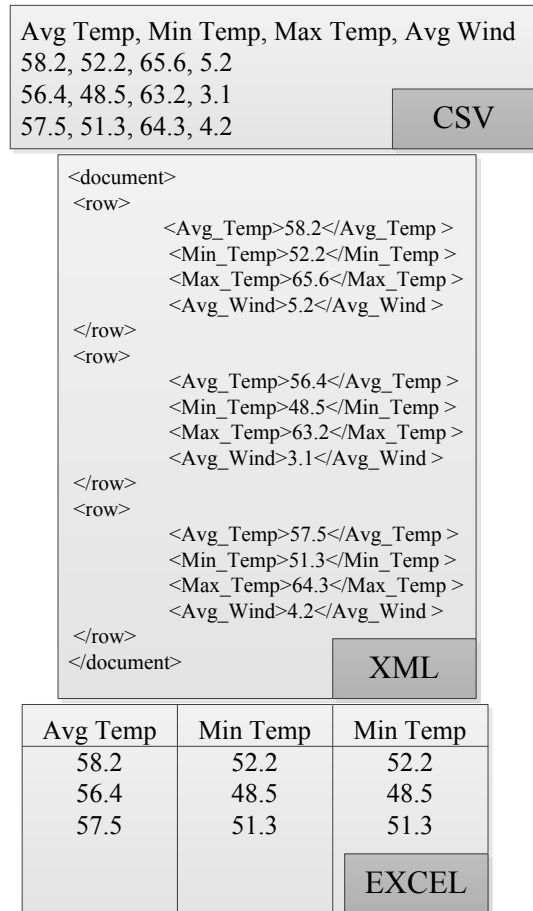 Avg Temp, Min Temp, Max Temp, Avg Wind
58.2, 52.2, 65.6, 5.2
56.4, 48.5, 63.2, 3.1
57.5, 51.3, 64.3, 4.2
CSV
<document>
<row>
<Avg_Temp>58.2</Avg_Temp >
<Min_Temp>52.2</Min_Temp >
<Max_Temp>65.6</Max_Temp >
<Avg_Wind>5.2</Avg_Wind >
</row>
<row>
<Avg_Temp>56.4</Avg_Temp >
<Min_Temp>48.5</Min_Temp >
<Max_Temp>63.2</Max_Temp >
<Avg_Wind>3.1</Avg_Wind >
</row>
<row>
<Avg_Temp>57.5</Avg_Temp >
<Min_Temp>51.3</Min_Temp >
<Max_Temp>64.3</Max_Temp >
<Avg_Wind>4.2</Avg_Wind >
</row>
</document>
XML
Avg Temp Min Temp Min Temp
58.2 52.2 52.2
56.4 48.5 48.5
57.5 51.3 51.3
EXCEL